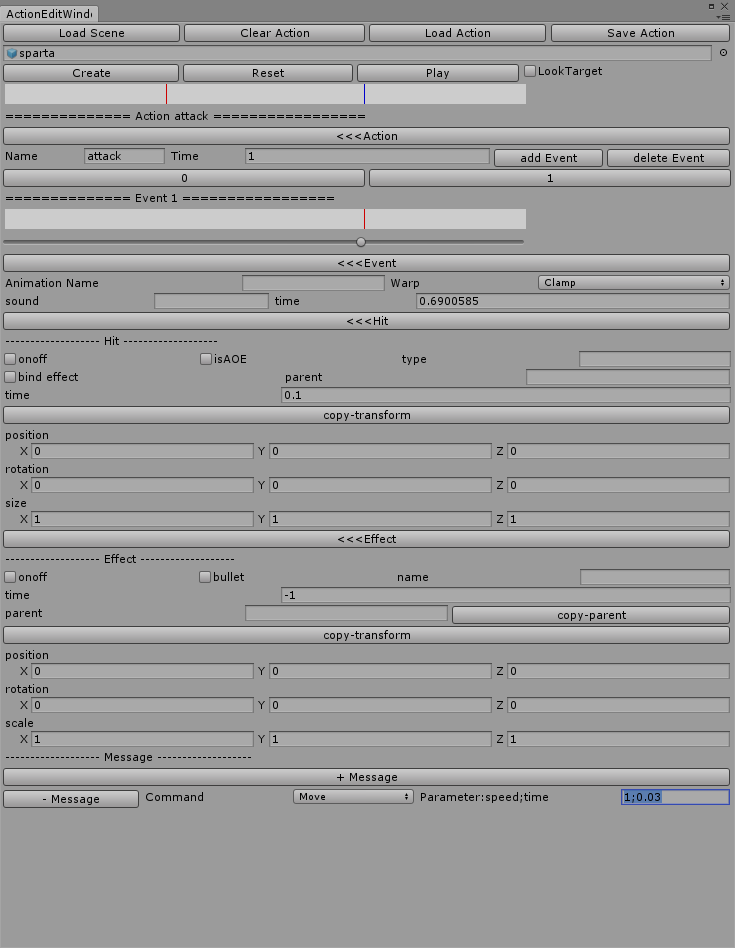 ActionEditWind
Load Scene Clear Action Load Action Save Action
sparta
Create Reset Play LookTarget
============== Action attack =================
<<<Action
Name attack Time 1 add Event delete Event
0 1
============== Event 1 =================
<<<Event
Animation Name Warp Clamp
sound time 0.6900585
<<<Hit
------------------- Hit -------------------
onoff isAOE type
bind effect parent
time 0.1
copy-transform
position
X 0 Y 0 Z 0
rotation
X 0 Y 0 Z 0
size
X 1 Y 1 Z 1
<<<Effect
------------------- Effect -------------------
onoff bullet name
time -1
parent copy-parent
copy-transform
position
X 0 Y 0 Z 0
rotation
X 0 Y 0 Z 0
scale
X 1 Y 1 Z 1
------------------- Message -------------------
+ Message
- Message Command Move Parameter:speed;time 1;0.03